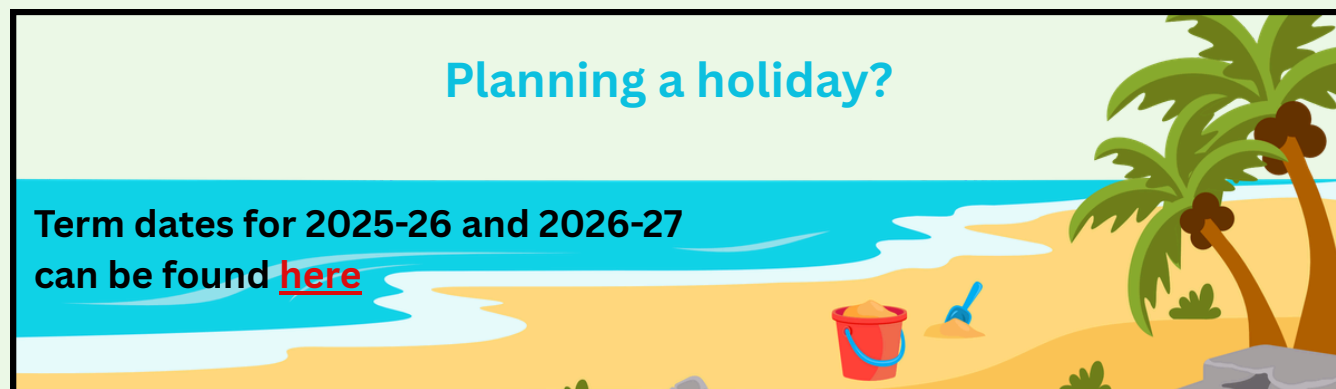 Planning a holiday?
Term dates for 2025-26 and 2026-27
can be found here